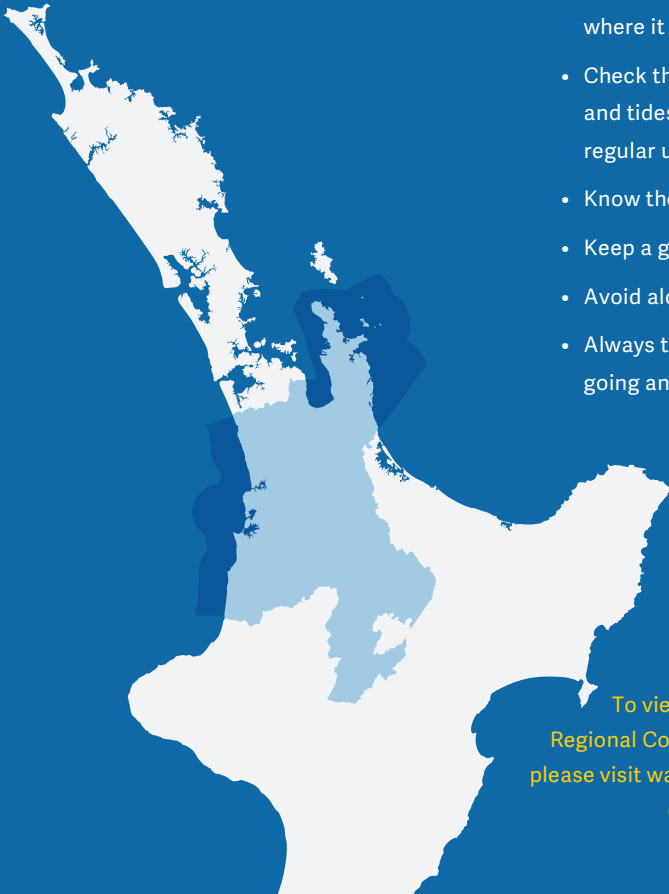 where it
• Check th
and tides
regular u
• Know the
• Keep a g
• Avoid alo
• Always t
going an
To vie
Regional Co
please visit wa